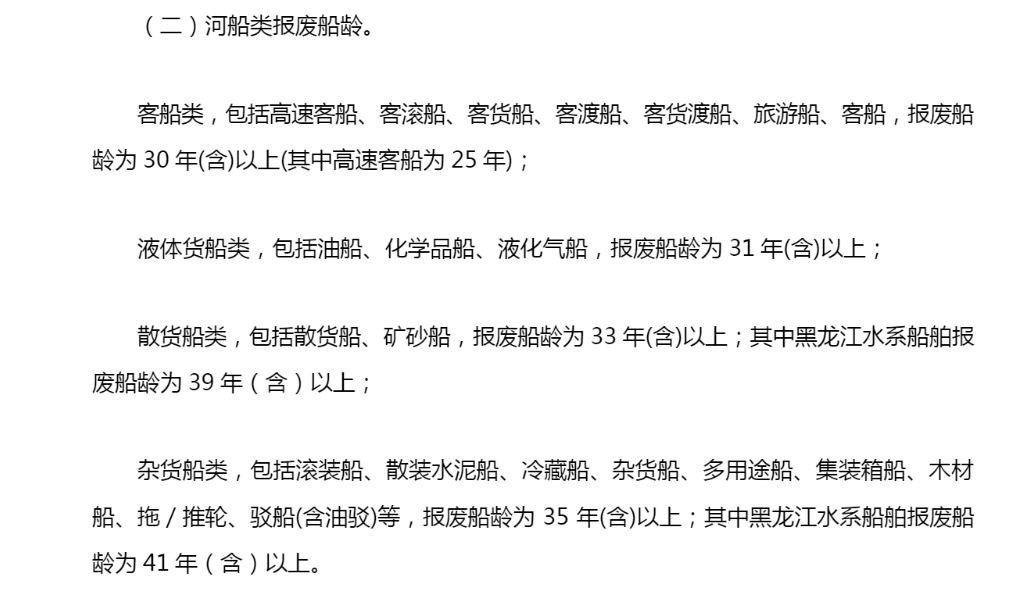 （二）河船类报废船龄。
客船类，包括高速客船、客滚船、客货船、客渡船、客货渡船、旅游船、客船，报废船
龄为 30 年(含)以上(其中高速客船为 25 年)；
液体货船类，包括油船、化学品船、液化气船，报废船龄为 31 年(含)以上；
散货船类，包括散货船、矿砂船，报废船龄为 33 年(含)以上；其中黑龙江水系船舶报
废船龄为 39 年（含）以上；
杂货船类，包括滚装船、散装水泥船、冷藏船、杂货船、多用途船、集装箱船、木材
船、拖／推轮、驳船(含油驳)等，报废船龄为 35 年(含)以上；其中黑龙江水系船舶报废船
龄为 41 年（含）以上。